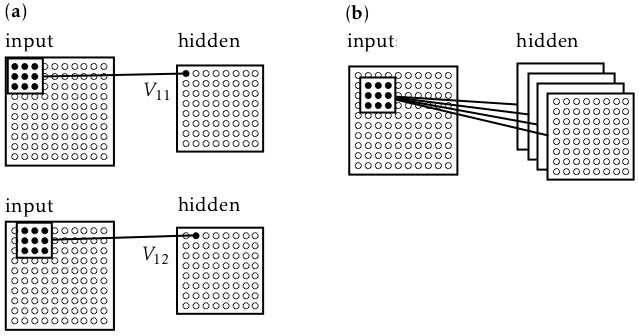 (a)
input hidden
V11
input hidden
V12
(b)
input: hidden